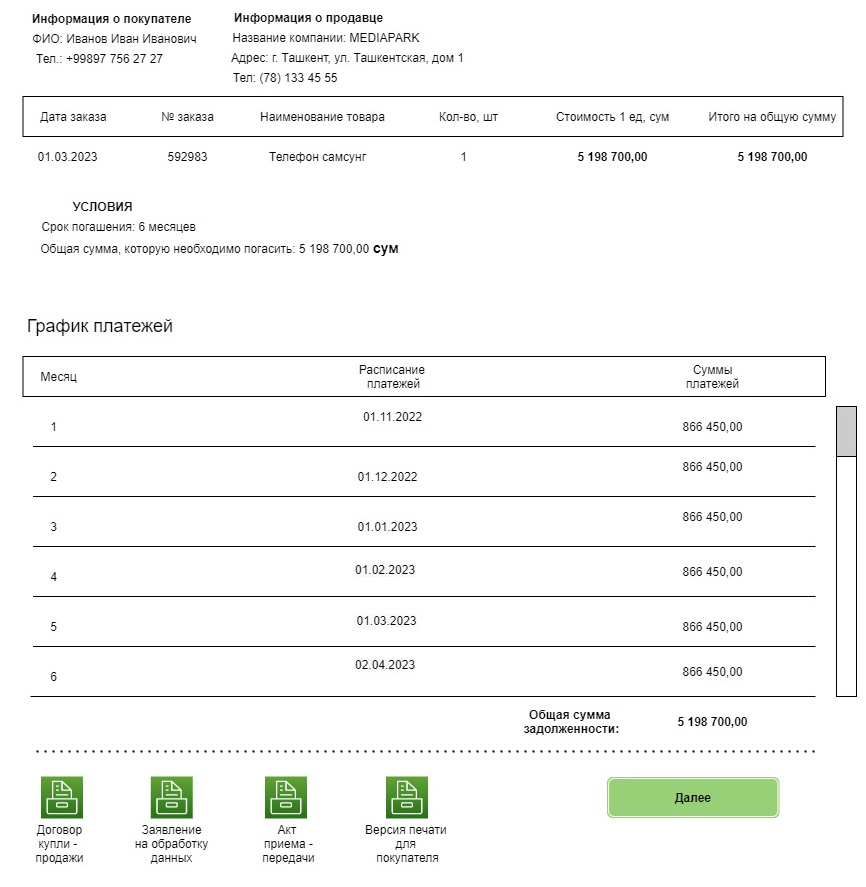 Информация о покупателе
ФИО: Иванов Иван Иванович
Тел.: +99897 756 27 27
Информация о продавце
Название компании: MEDIAPARK
Адрес: г. Ташкент, ул. Ташкентская, дом 1
Тел: (78) 133 45 55
Дата заказа № заказа Наименование товара Кол-во, шт Стоимость 1 ед, сум Итого на общую сумму
01.03.2023 592983 Телефон самсунг 1 5 198 700,00 5 198 700,00
УСЛОВИЯ
Срок погашения: 6 месяцев
Общая сумма, которую необходимо погасить: 5 198 700,00 сум
График платежей
Месяц
Расписание
платежей
Суммы
платежей
1 01.11.2022 866 450,00
2 01.12.2022 866 450,00
3 01.01.2023 866 450,00
4 01.02.2023 866 450,00
5 01.03.2023 866 450,00
6 02.04.2023 866 450,00
Общая сумма
задолженности:
5 198 700,00
Договор
купли -
продажи
Заявление
на обработку
данных
Акт
приема -
передачи
Версия печати
для
покупателя
Далее